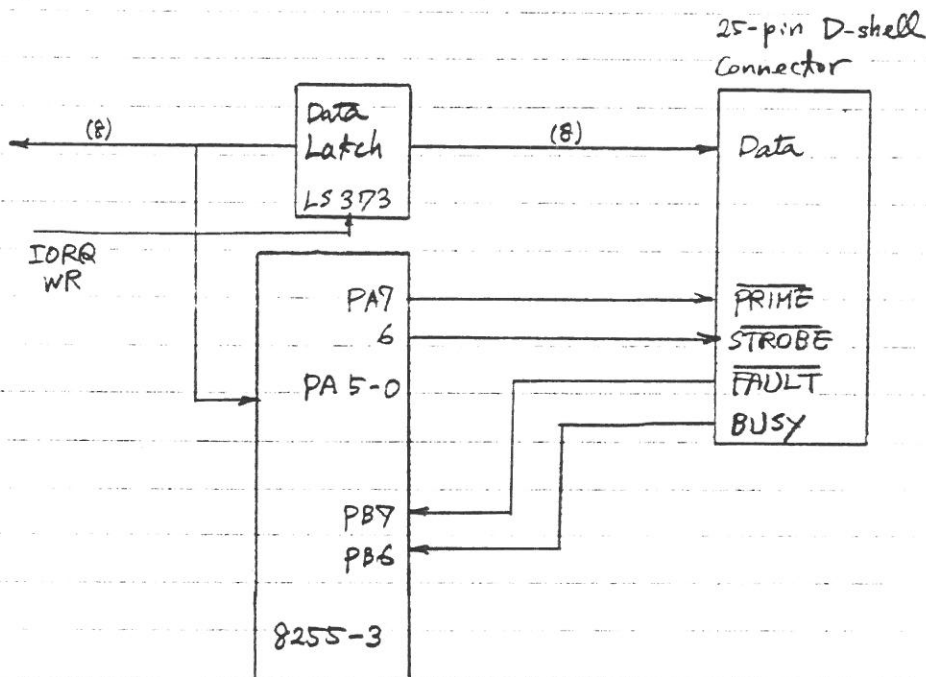 25-pin D-shell
Connector
Data
Latch
LS 373
(8)
(8)
Data
IORQ
WR
PA7
6
PA 5-0
PB7
PB6
8255-3
PRIME
STROBE
FAULT
BUSY